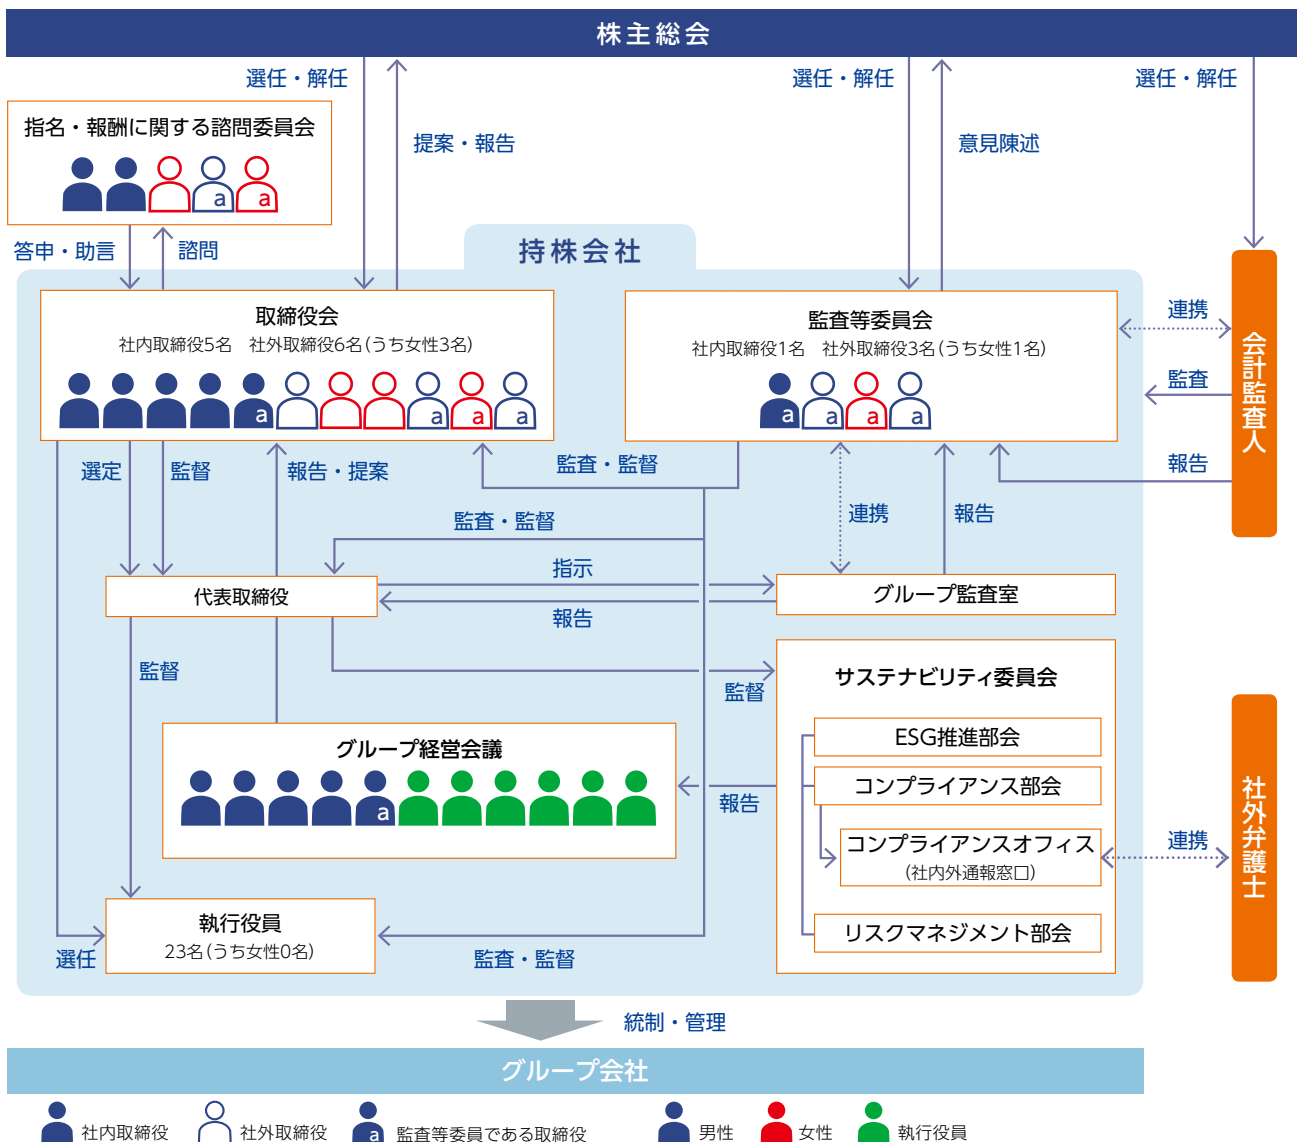 株主総会
選任・解任
選任・解任
選任・解任
指名・報酬に関する諮問委員会
a
a
提案・報告
意見陳述
答申・助言
諮問
持株会社
取締役会
社内取締役5名 社外取締役6名(うち女性3名)
a
a
a
a
監査等委員会
社内取締役1名 社外取締役3名(うち女性1名)
a
a
a
a
連携
監査
報告
会計監査人
選定
監督
報告・提案
監査・監督
連携
報告
監査・監督
指示
報告
代表取締役
グループ監査室
監督
監督
サステナビリティ委員会
ESG推進部会
コンプライアンス部会
コンプライアンスオフィス
(社内外通報窓口)
リスクマネジメント部会
グループ経営会議
a
報告
連携
社外弁護士
執行役員
23名(うち女性0名)
選任
監査・監督
統制・管理
グループ会社
社内取締役
社外取締役
a
監査等委員である取締役
男性
女性
執行役員